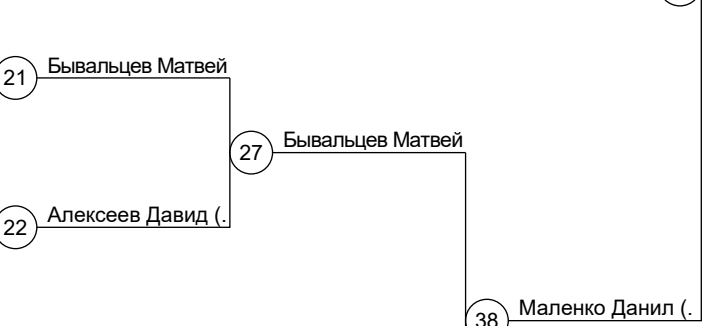 21 Бывальцев Матвей
27 Бывальцев Матвей
22 Алексеев Давид (.
38 Маленко Данил (.